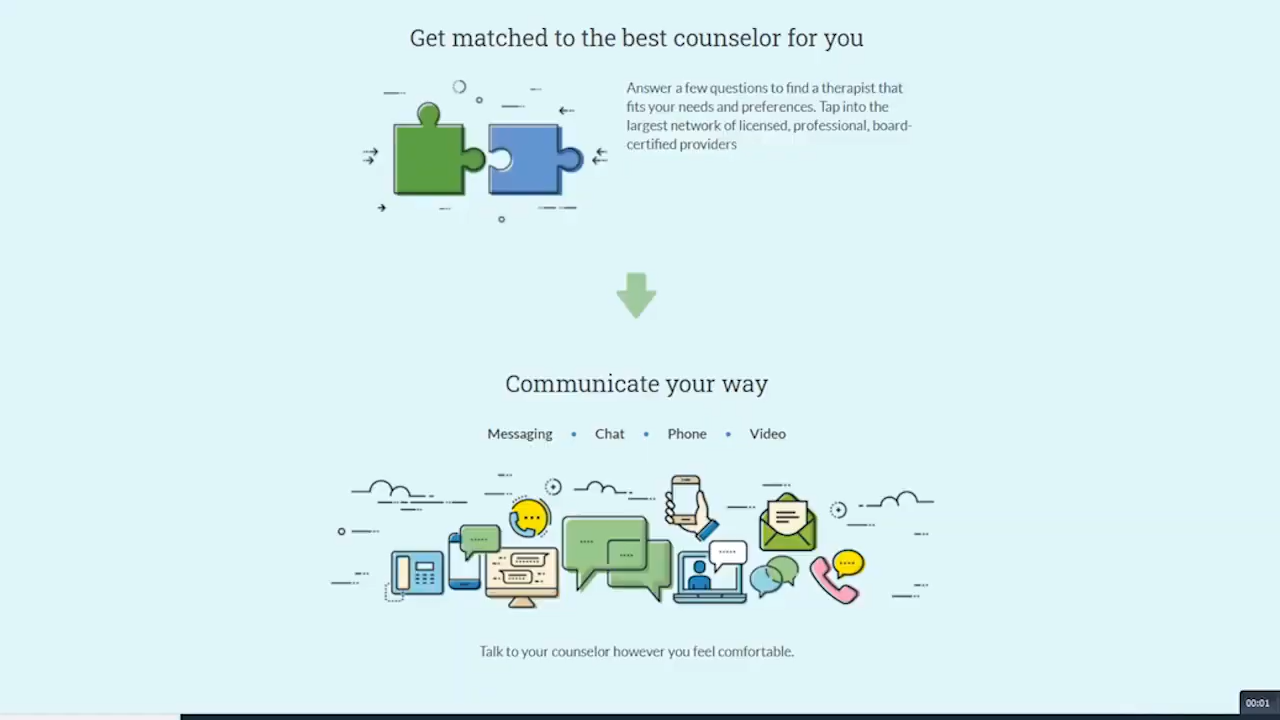 Get matched to the best counselor for you
Answer a few questions to find a therapist that
fits your needs and preferences. Tap into the
largest network of licensed, professional, board-
certified providers
Communicate your way
Messaging • Chat • Phone • Video
Talk to your counselor however you feel comfortable.
00:01